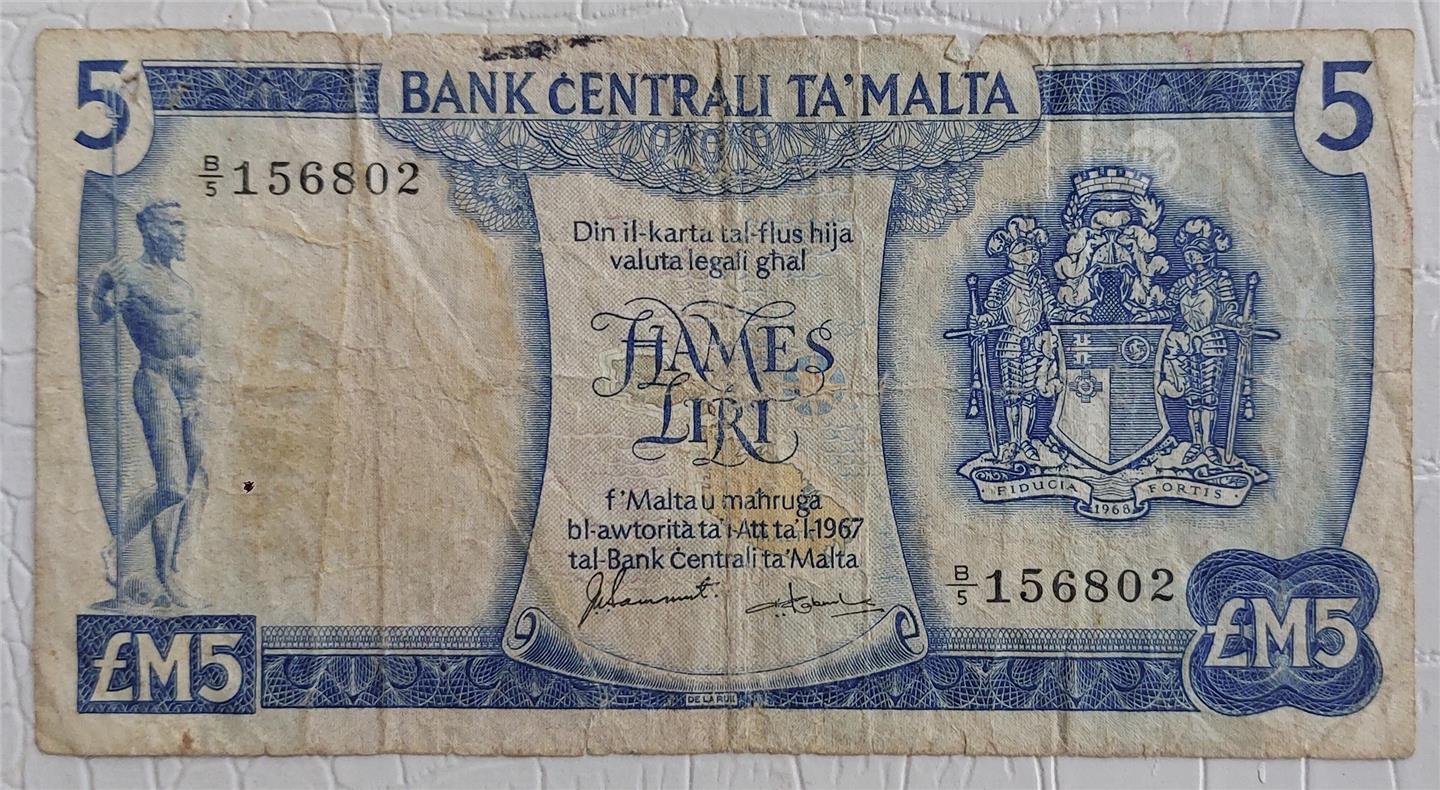 5 BANK ĊENTRALI TA' MALTA 5
B/5 156802
Din il-karta tal-flus hija
valuta legali għal
ĦAMES
LIRI
f'Malta u maħruġa
bl-awtorità ta' l-Att ta' l-1967
tal-Bank Ċentrali ta' Malta
FIDUCIA FORTIS
1968
B/5 156802
£M5 £M5
DE LA RUE